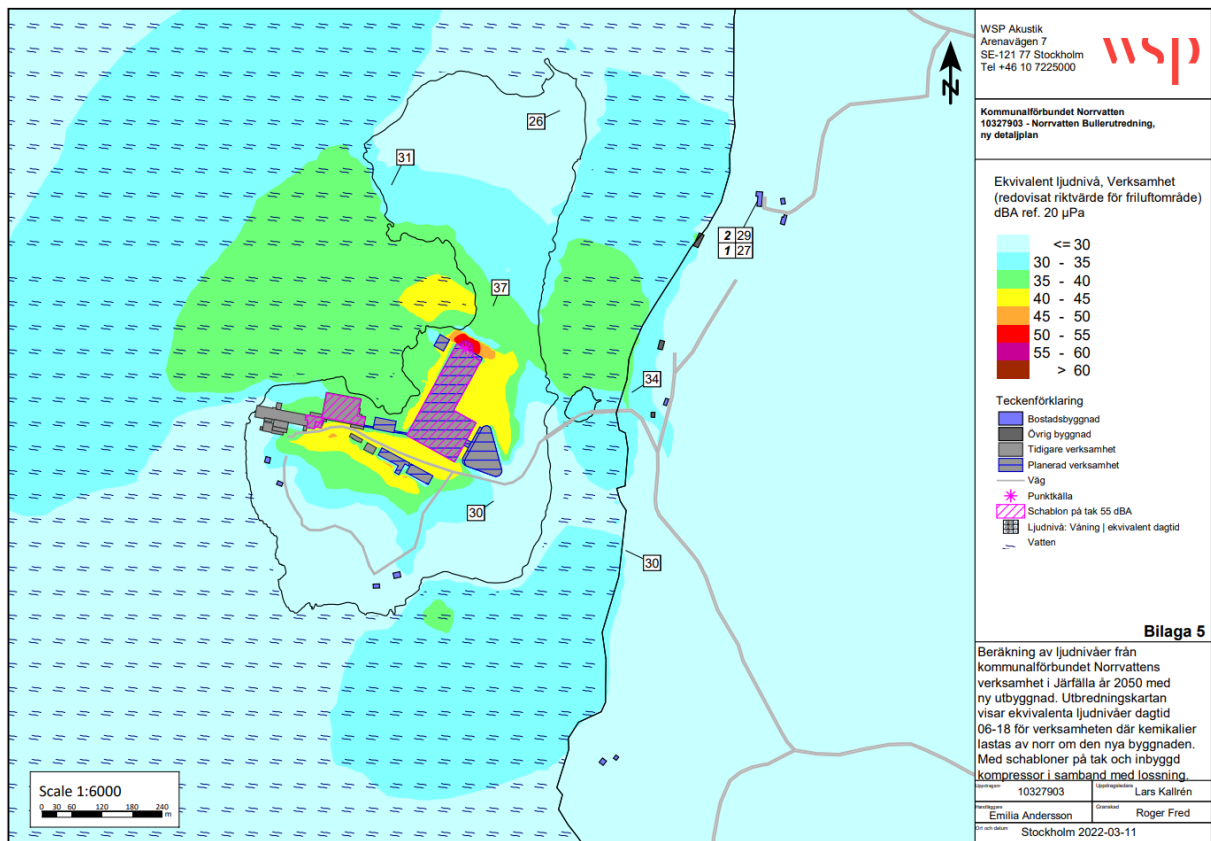 26
31
2 29
1 27
37
34
30
30
Scale 1:6000
0 30 60 120 180 240
m
N
WSP Akustik
Arenavägen 7
SE-121 77 Stockholm
Tel +46 10 7225000
wsp
Kommunalförbundet Norrvatten
10327903 - Norrvatten Bullerutredning,
ny detaljplan
Ekvivalent ljudnivå, Verksamhet
(redovisat riktvärde för friluftområde)
dBA ref. 20 µPa
<= 30
30 - 35
35 - 40
40 - 45
45 - 50
50 - 55
55 - 60
> 60
Teckenförklaring
Bostadsbyggnad
Övrig byggnad
Tidigare verksamhet
Planerad verksamhet
Väg
Punktkälla
Schablon på tak 55 dBA
Ljudnivå: Våning | ekvivalent dagtid
Vatten
Bilaga 5
Beräkning av ljudnivåer från
kommunalförbundet Norrvattens
verksamhet i Järfälla år 2050 med
ny utbyggnad. Utbredningskartan
visar ekvivalenta ljudnivåer dagtid
06-18 för verksamheten där kemikalier
lastas av norr om den nya byggnaden.
Med schabloner på tak och inbyggd
kompressor i samband med lossning.
Uppdragsnr 10327903 Uppdragsledare Lars Kallrén
Handläggare Emilia Andersson Granskad Roger Fred
Ort och datum Stockholm 2022-03-11